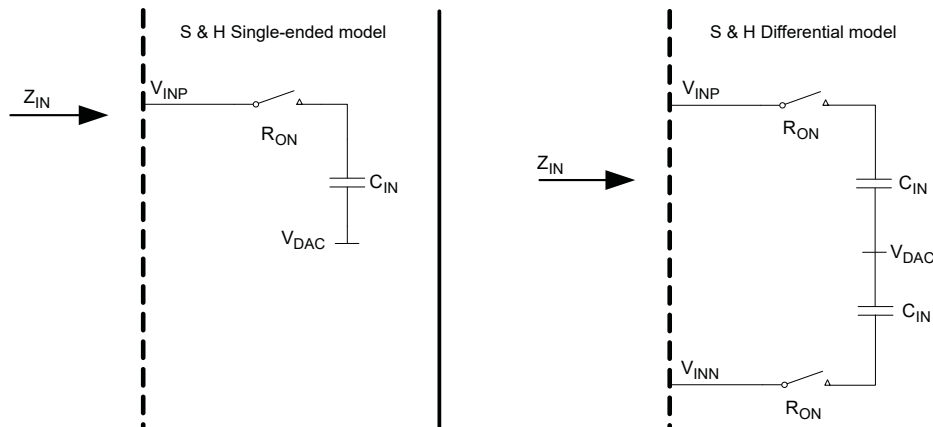 S & H Single-ended model
Z_IN
V_INP
R_ON
C_IN
V_DAC
S & H Differential model
V_INP
R_ON
Z_IN
C_IN
V_DAC
C_IN
V_INN
R_ON